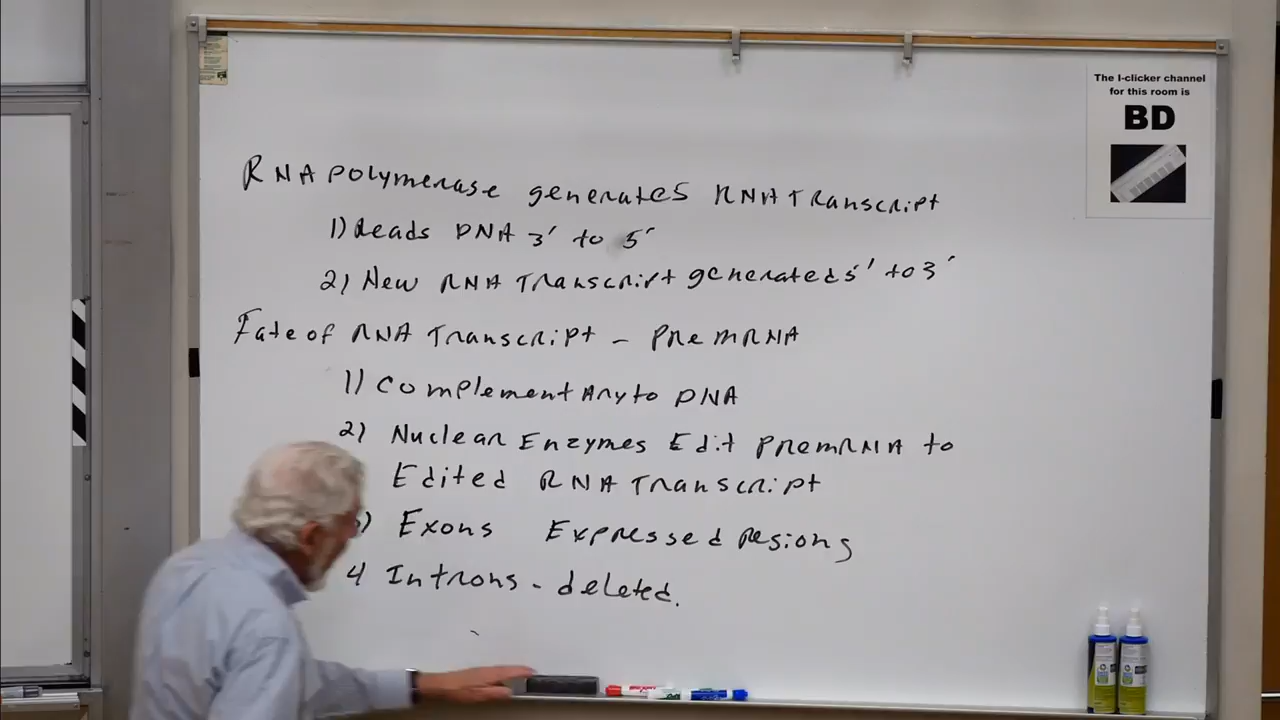 The I-clicker channel
for this room is
BD
RNA polymerase generates RNA Transcript
1) Reads DNA 3' to 5'
2) New RNA Transcript generated 5' to 3'
Fate of RNA Transcript - PremRNA
1) Complementary to DNA
2) Nuclear Enzymes Edit PremRNA to
Edited RNA Transcript
3) Exons Expressed Regions
4 Introns - deleted.